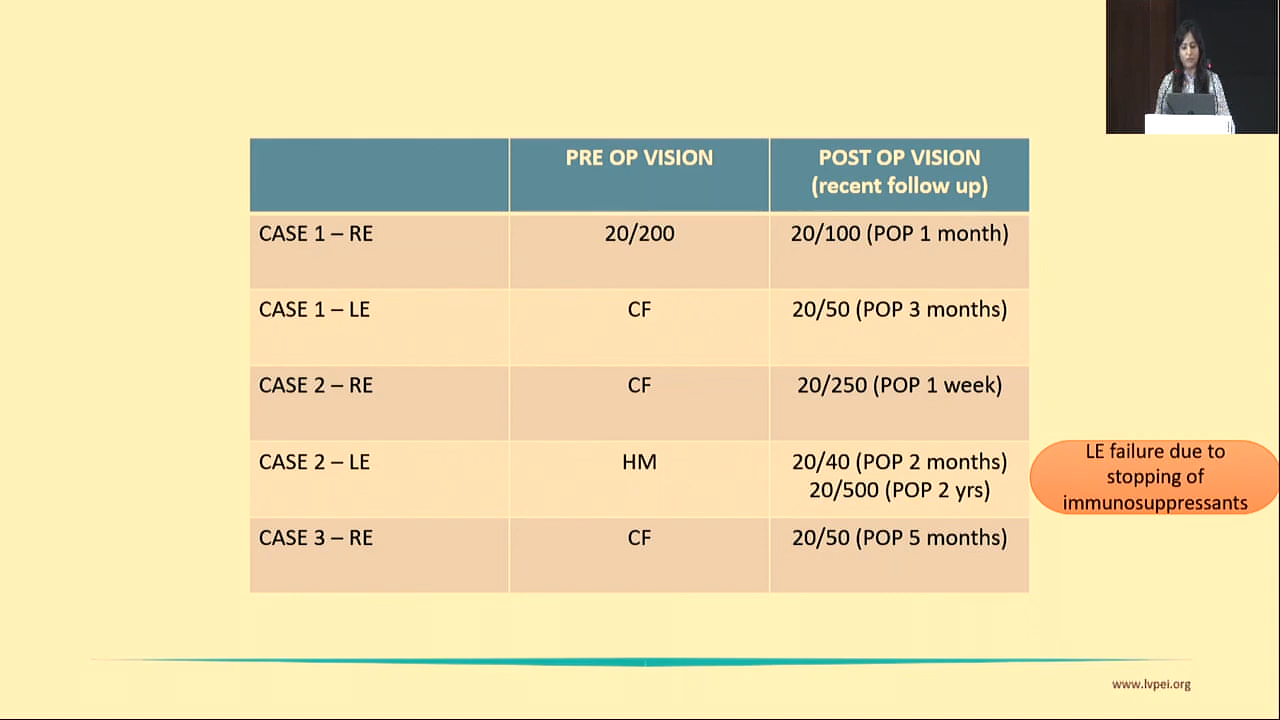 PRE OP VISION
POST OP VISION
(recent follow up)
CASE 1 – RE
20/200
20/100 (POP 1 month)
CASE 1 – LE
CF
20/50 (POP 3 months)
CASE 2 – RE
CF
20/250 (POP 1 week)
CASE 2 – LE
HM
20/40 (POP 2 months)
20/500 (POP 2 yrs)
LE failure due to
stopping of
immunosuppressants
CASE 3 – RE
CF
20/50 (POP 5 months)
www.lvpei.org